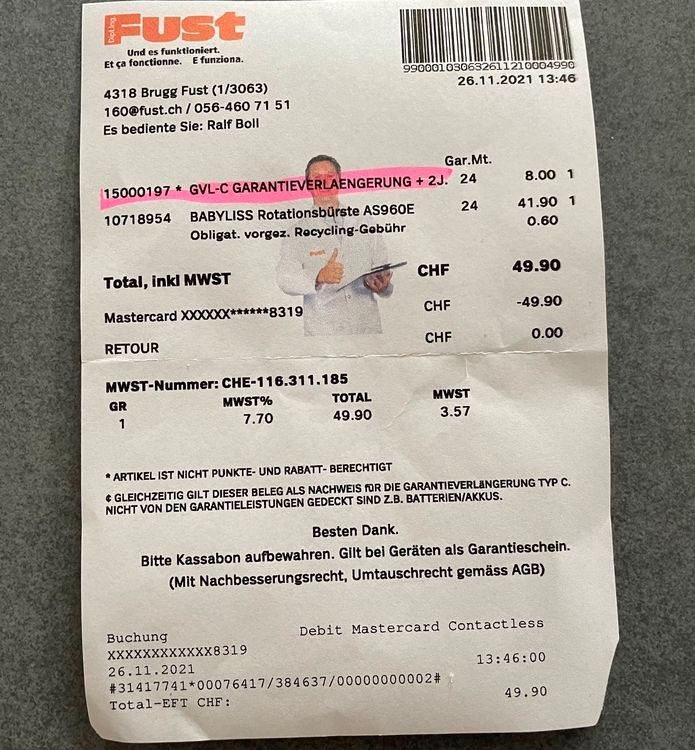 Dipl.Ing.
FUST
Und es funktioniert.
Et ça fonctionne. E funziona.
990001030632611210004990
26.11.2021 13:46
4318 Brugg Fust (1/3063)
160@fust.ch / 056-460 71 51
Es bediente Sie: Ralf Boll
Gar.Mt.
15000197 * GVL-C GARANTIEVERLAENGERUNG + 2J. 24 8.00 1
10718954 BABYLISS Rotationsbürste AS960E 24 41.90 1
Obligat. vorgez. Recycling-Gebühr 0.60
Fust
Total, inkl MWST CHF 49.90
Mastercard XXXXXX******8319 CHF -49.90
RETOUR CHF 0.00
MWST-Nummer: CHE-116.311.185
GR MWST% TOTAL MWST
1 7.70 49.90 3.57
* ARTIKEL IST NICHT PUNKTE- UND RABATT- BERECHTIGT
¢ GLEICHZEITIG GILT DIESER BELEG ALS NACHWEIS FÜR DIE GARANTIEVERLÄNGERUNG TYP C.
NICHT VON DEN GARANTIELEISTUNGEN GEDECKT SIND Z.B. BATTERIEN/AKKUS.
Besten Dank.
Bitte Kassabon aufbewahren. Gilt bei Geräten als Garantieschein.
(Mit Nachbesserungsrecht, Umtauschrecht gemäss AGB)
Buchung Debit Mastercard Contactless
XXXXXXXXXXXX8319
26.11.2021 13:46:00
#31417741*00076417/384637/00000000002#
Total-EFT CHF: 49.90